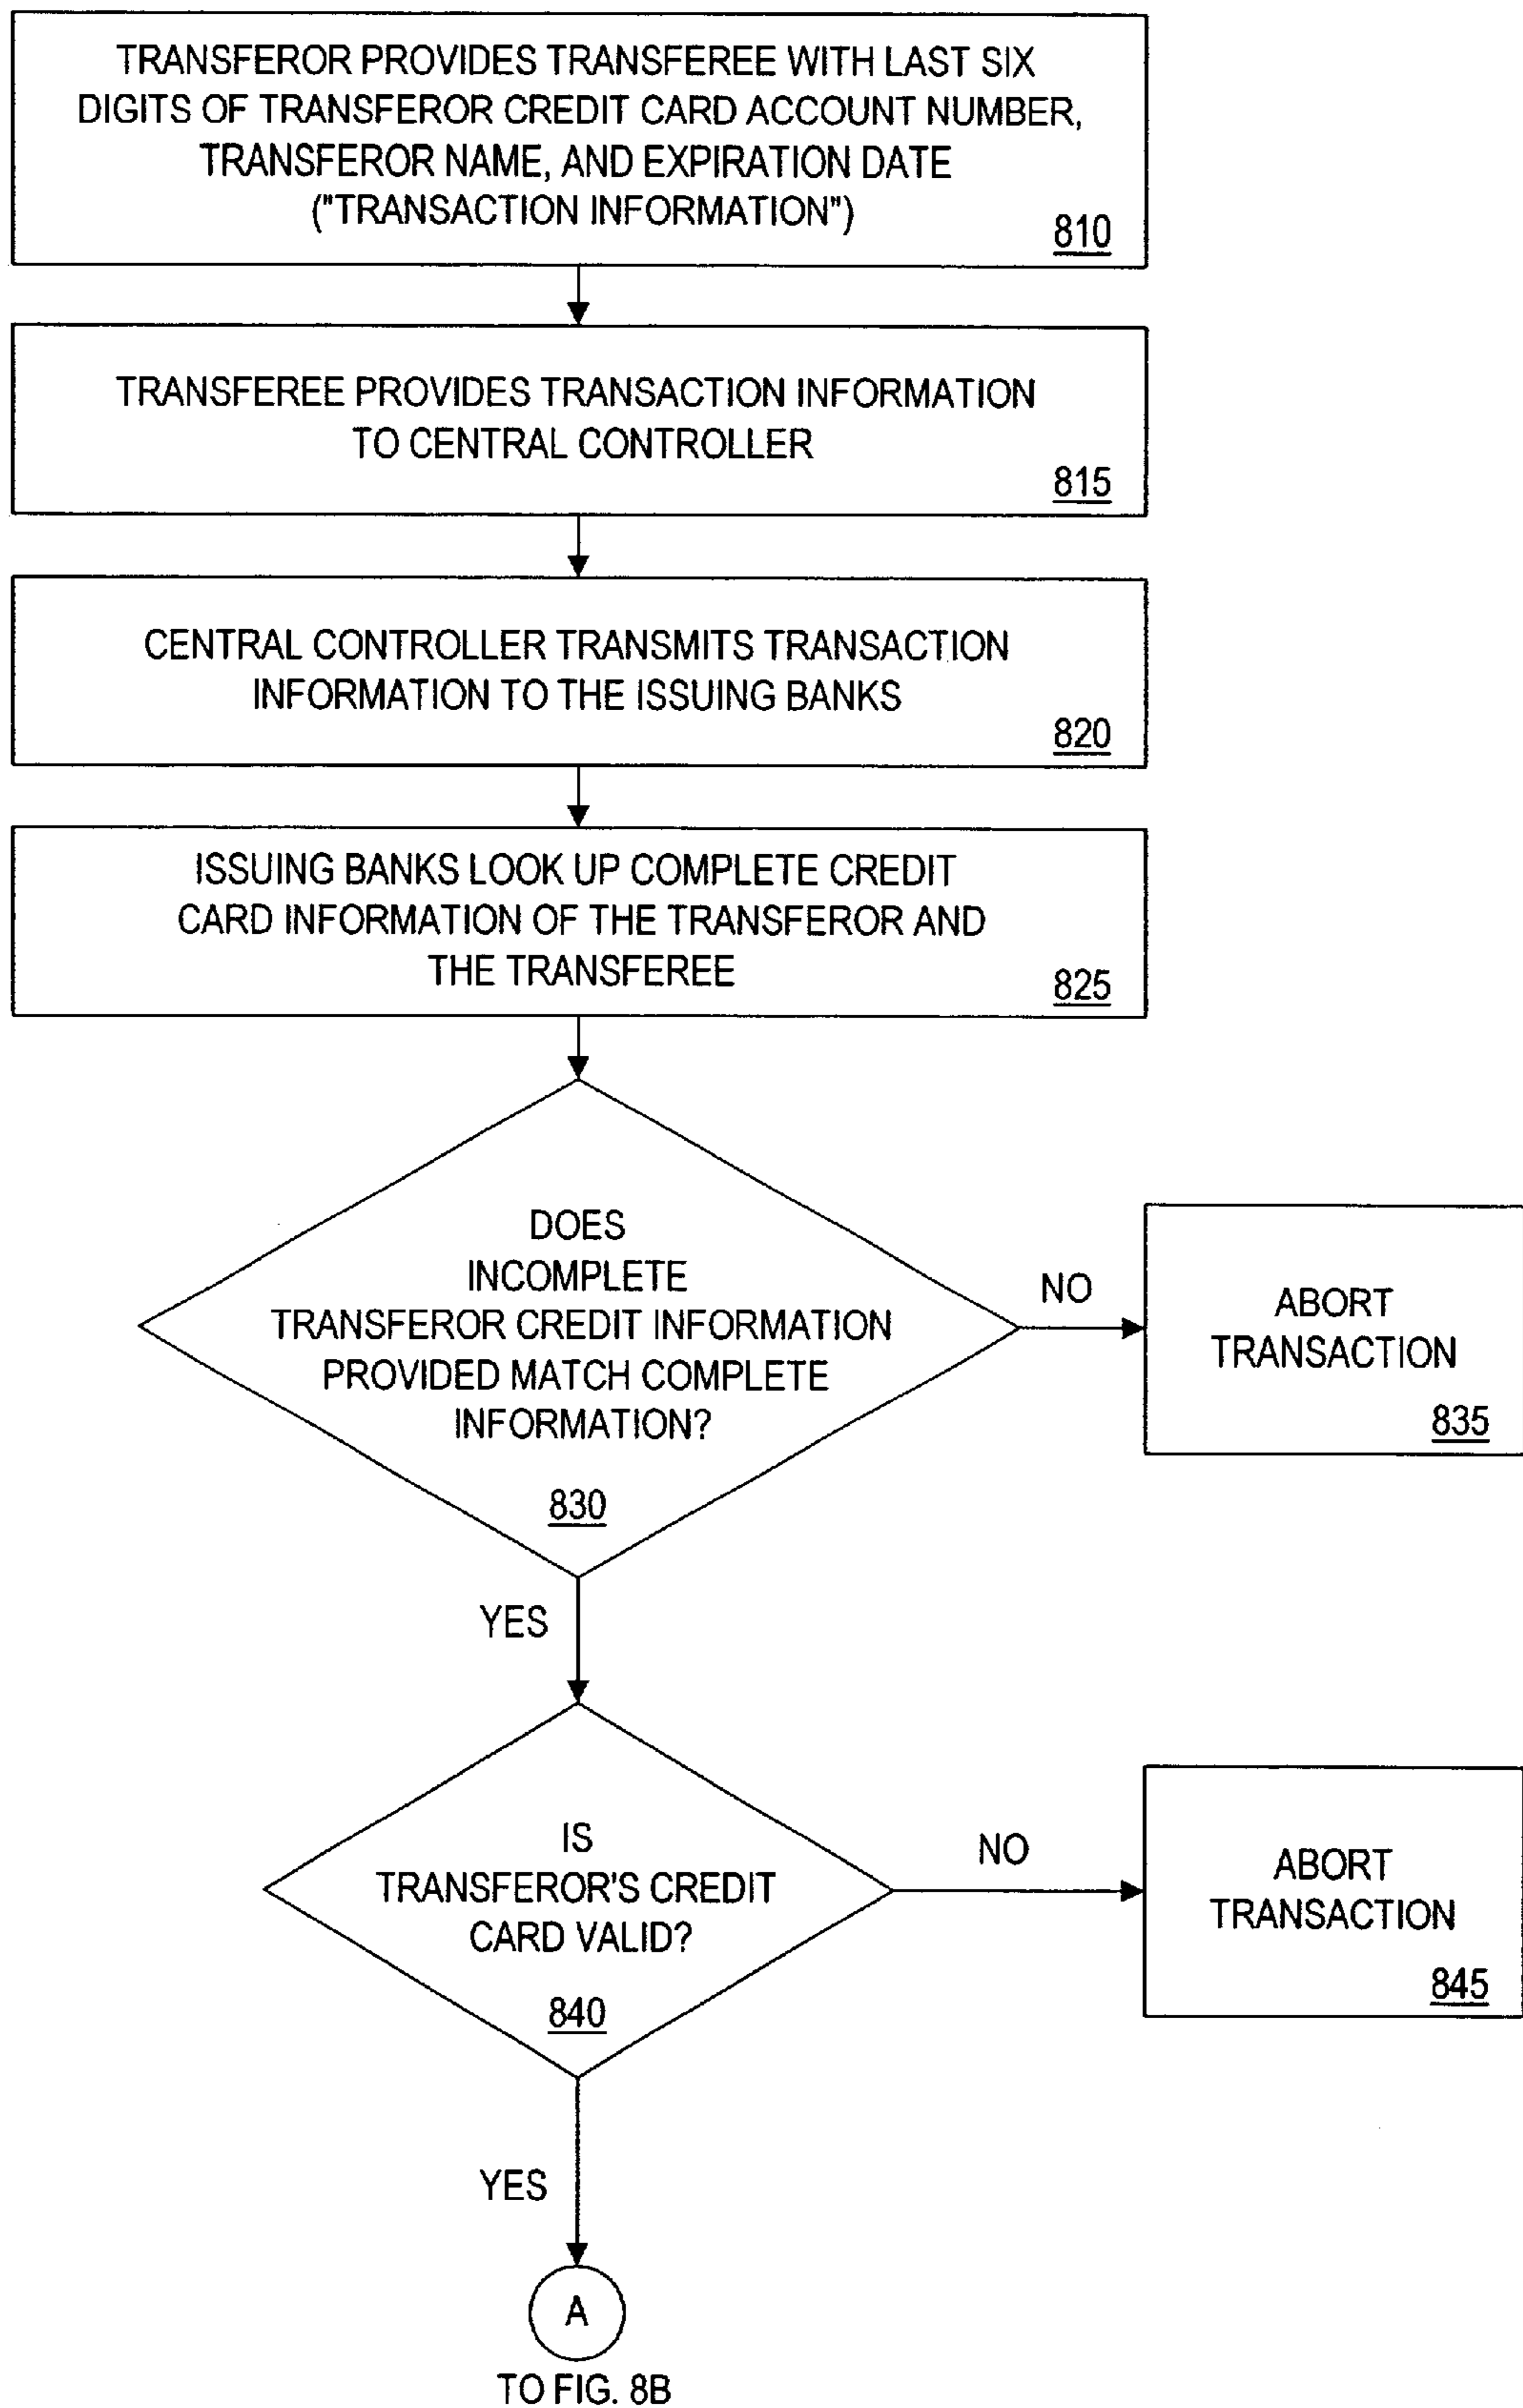 TRANSFEROR PROVIDES TRANSFEREE WITH LAST SIX
DIGITS OF TRANSFEROR CREDIT CARD ACCOUNT NUMBER,
TRANSFEROR NAME, AND EXPIRATION DATE
("TRANSACTION INFORMATION")
810
TRANSFEREE PROVIDES TRANSACTION INFORMATION
TO CENTRAL CONTROLLER
815
CENTRAL CONTROLLER TRANSMITS TRANSACTION
INFORMATION TO THE ISSUING BANKS
820
ISSUING BANKS LOOK UP COMPLETE CREDIT
CARD INFORMATION OF THE TRANSFEROR AND
THE TRANSFEREE
825
DOES
INCOMPLETE
TRANSFEROR CREDIT INFORMATION
PROVIDED MATCH COMPLETE
INFORMATION?
830
NO
ABORT
TRANSACTION
835
YES
IS
TRANSFEROR'S CREDIT
CARD VALID?
840
NO
ABORT
TRANSACTION
845
YES
A
TO FIG. 8B